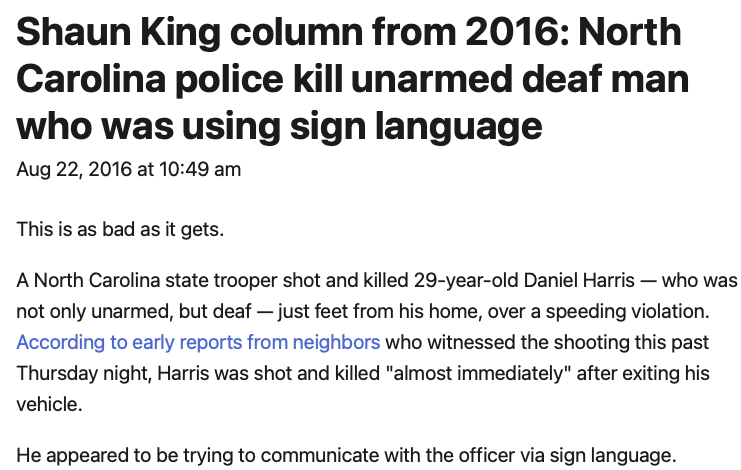 Shaun King column from 2016: North
Carolina police kill unarmed deaf man
who was using sign language
Aug 22, 2016 at 10:49 am
This is as bad as it gets.
A North Carolina state trooper shot and killed 29-year-old Daniel Harris — who was
not only unarmed, but deaf — just feet from his home, over a speeding violation.
According to early reports from neighbors who witnessed the shooting this past
Thursday night, Harris was shot and killed "almost immediately" after exiting his
vehicle.
He appeared to be trying to communicate with the officer via sign language.